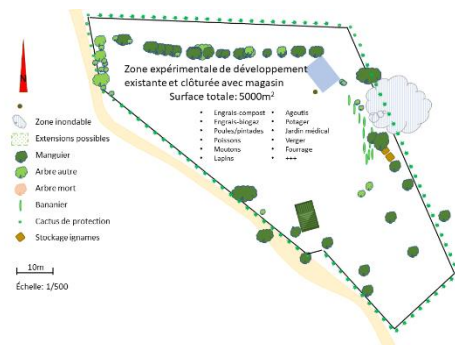 Zone expérimentale de développement
existante et clôturée avec magasin
Surface totale: 5000m²
• Engrais-compost
• Engrais-biogaz
• Poules/pintades
• Poissons
• Moutons
• Lapins
• Agoutis
• Potager
• Jardin médical
• Verger
• Fourrage
• +++
N
Zone inondable
Extensions possibles
Manguier
Arbre autre
Arbre mort
Bananier
Cactus de protection
Stockage ignames
10m
Échelle: 1/500